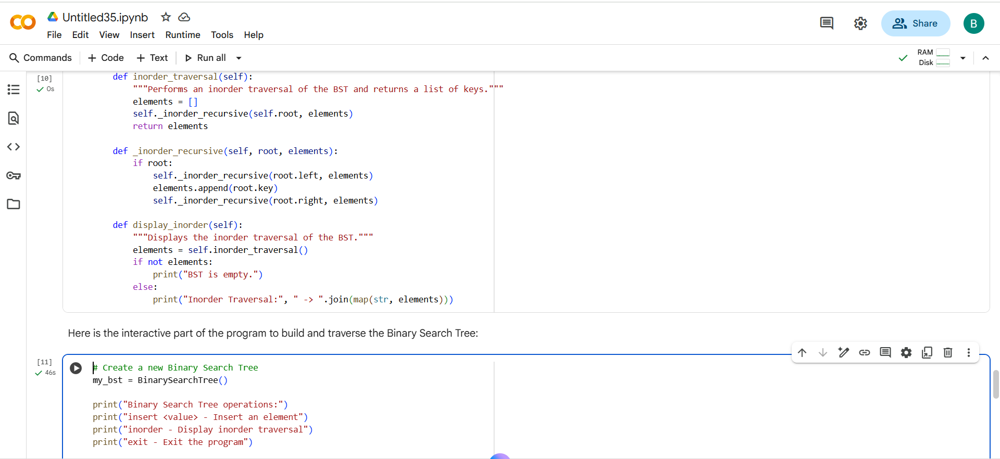 Untitled35.ipynb
File Edit View Insert Runtime Tools Help
Share
B
Commands + Code + Text Run all
RAM
Disk
[10]
0s
def inorder_traversal(self):
"""Performs an inorder traversal of the BST and returns a list of keys."""
elements = []
self._inorder_recursive(self.root, elements)
return elements
def _inorder_recursive(self, root, elements):
if root:
self._inorder_recursive(root.left, elements)
elements.append(root.key)
self._inorder_recursive(root.right, elements)
def display_inorder(self):
"""Displays the inorder traversal of the BST."""
elements = self.inorder_traversal()
if not elements:
print("BST is empty.")
else:
print("Inorder Traversal:", " -> ".join(map(str, elements)))
Here is the interactive part of the program to build and traverse the Binary Search Tree:
[11]
46s
# Create a new Binary Search Tree
my_bst = BinarySearchTree()
print("Binary Search Tree operations:")
print("insert <value> - Insert an element")
print("inorder - Display inorder traversal")
print("exit - Exit the program")